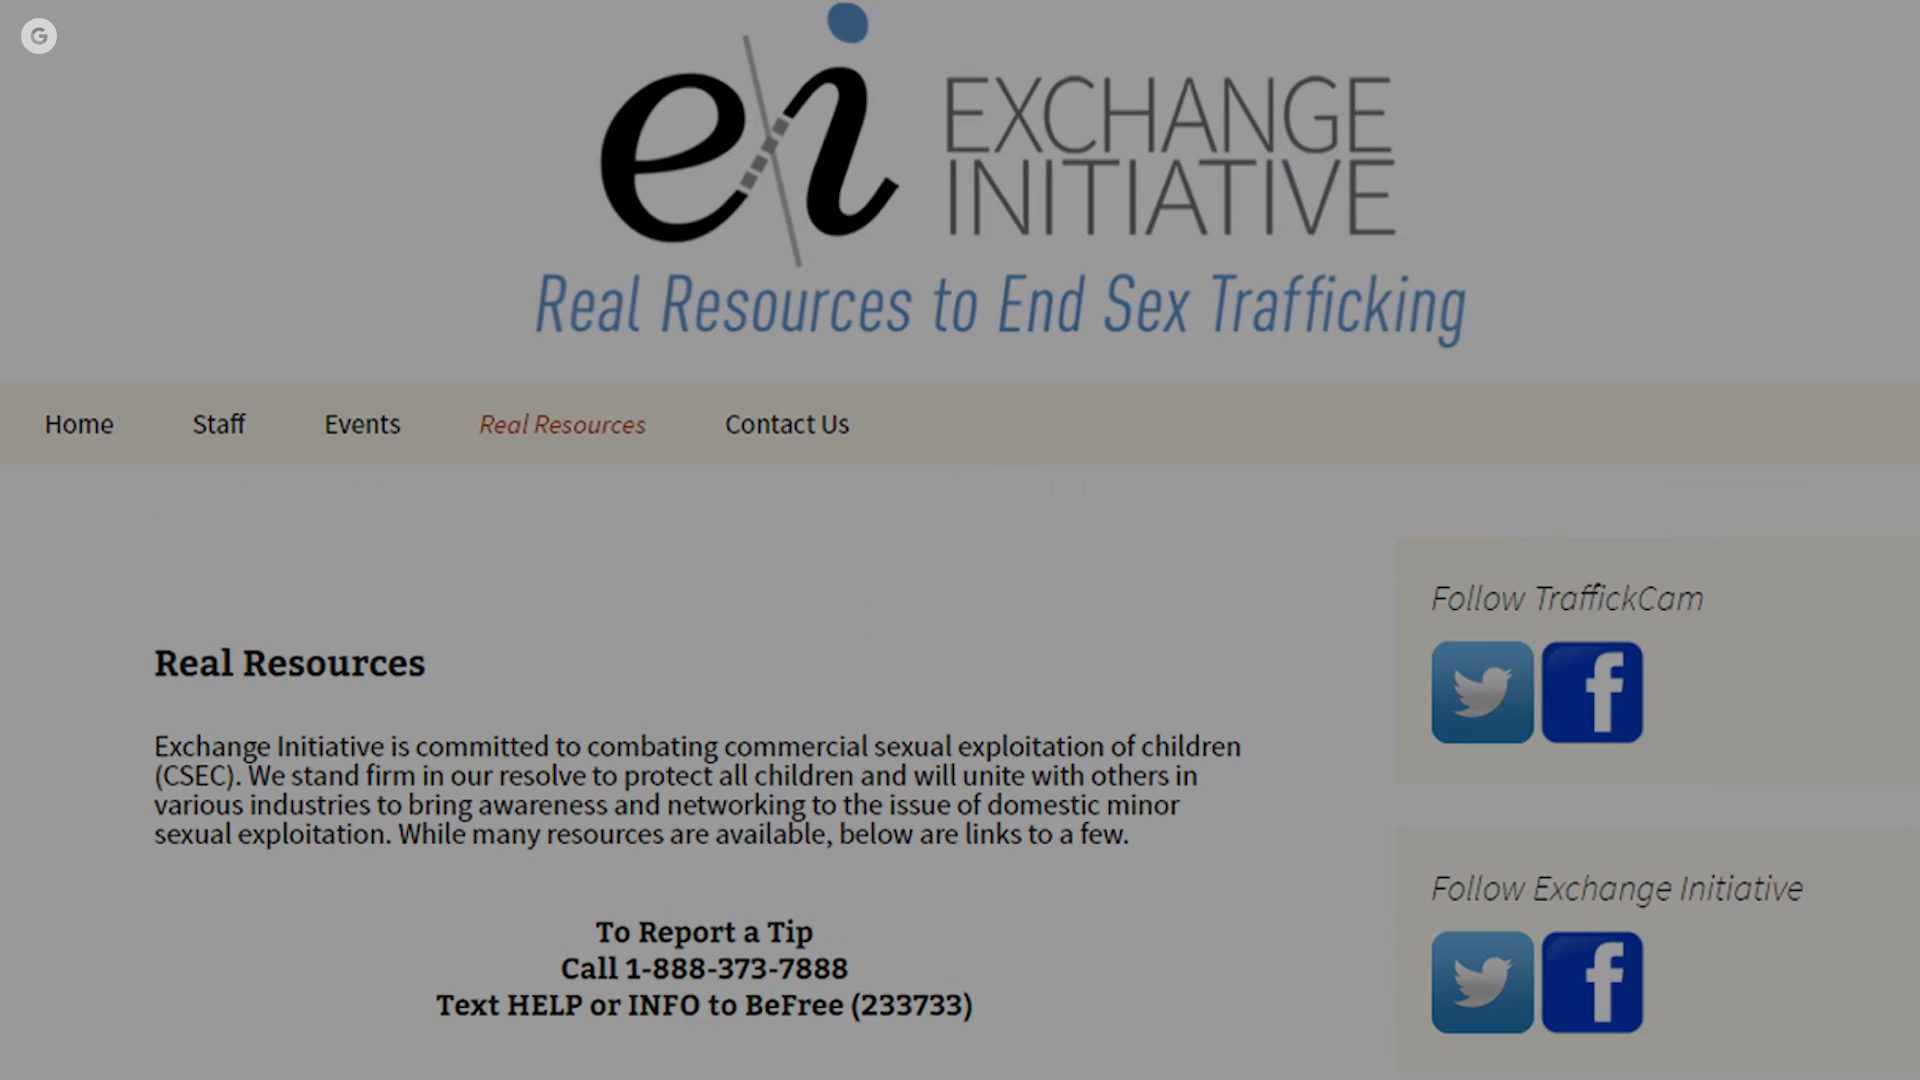 ei EXCHANGE
INITIATIVE
Real Resources to End Sex Trafficking
Home Staff Events Real Resources Contact Us
Real Resources
Exchange Initiative is committed to combating commercial sexual exploitation of children
(CSEC). We stand firm in our resolve to protect all children and will unite with others in
various industries to bring awareness and networking to the issue of domestic minor
sexual exploitation. While many resources are available, below are links to a few.
To Report a Tip
Call 1-888-373-7888
Text HELP or INFO to BeFree (233733)
Follow TraffickCam
Follow Exchange Initiative
G